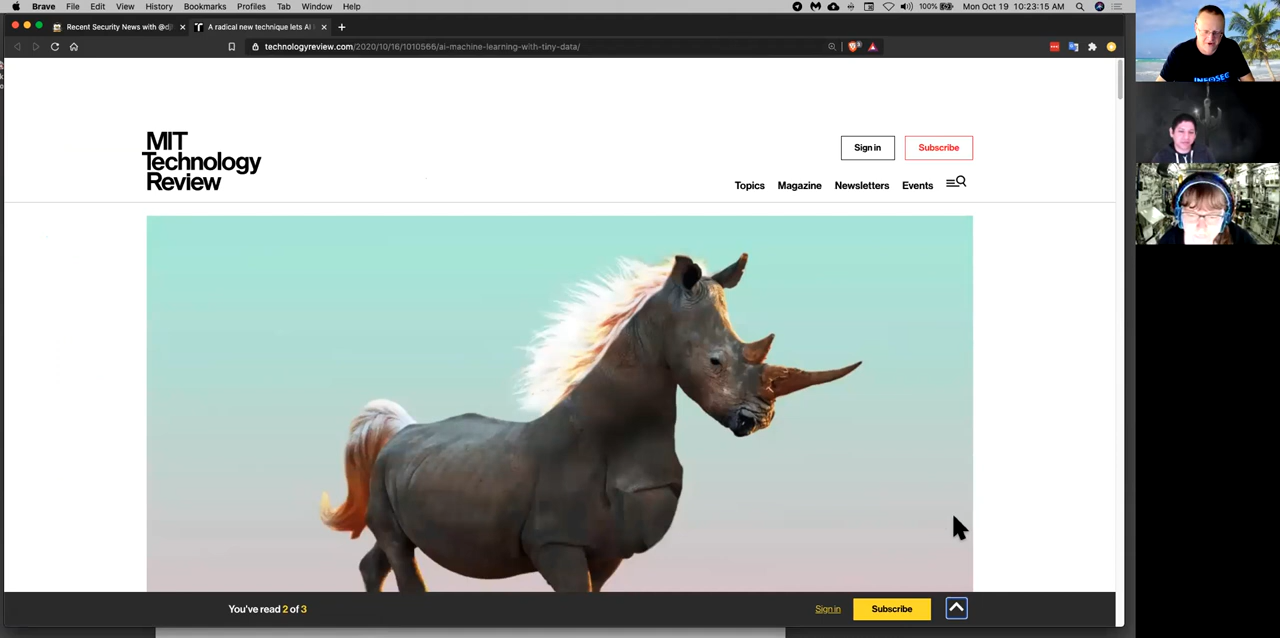 Brave File Edit View History Bookmarks Profiles Tab Window Help 100% Mon Oct 19 10:23:15 AM
Recent Security News with @dj
A radical new technique lets AI
technologyreview.com/2020/10/16/1010566/ai-machine-learning-with-tiny-data/
MIT
Technology
Review
Sign in
Subscribe
Topics Magazine Newsletters Events
INFOSEC
You've read 2 of 3
Sign in
Subscribe